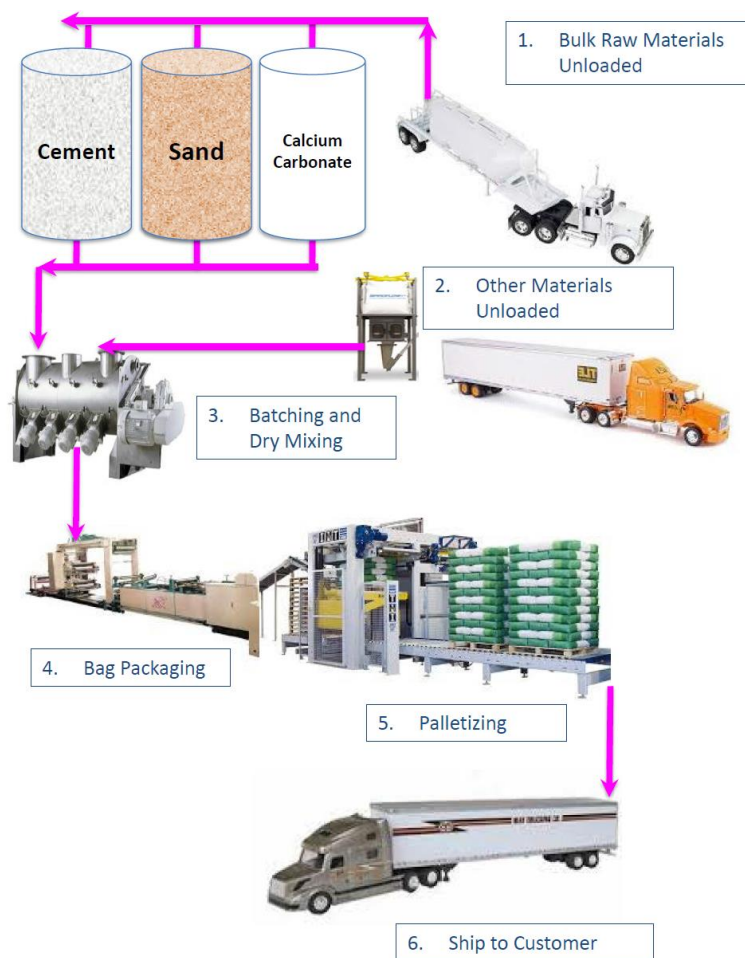 1. Bulk Raw Materials
Unloaded
Cement
Sand
Calcium
Carbonate
2. Other Materials
Unloaded
3. Batching and
Dry Mixing
4. Bag Packaging
5. Palletizing
6. Ship to Customer